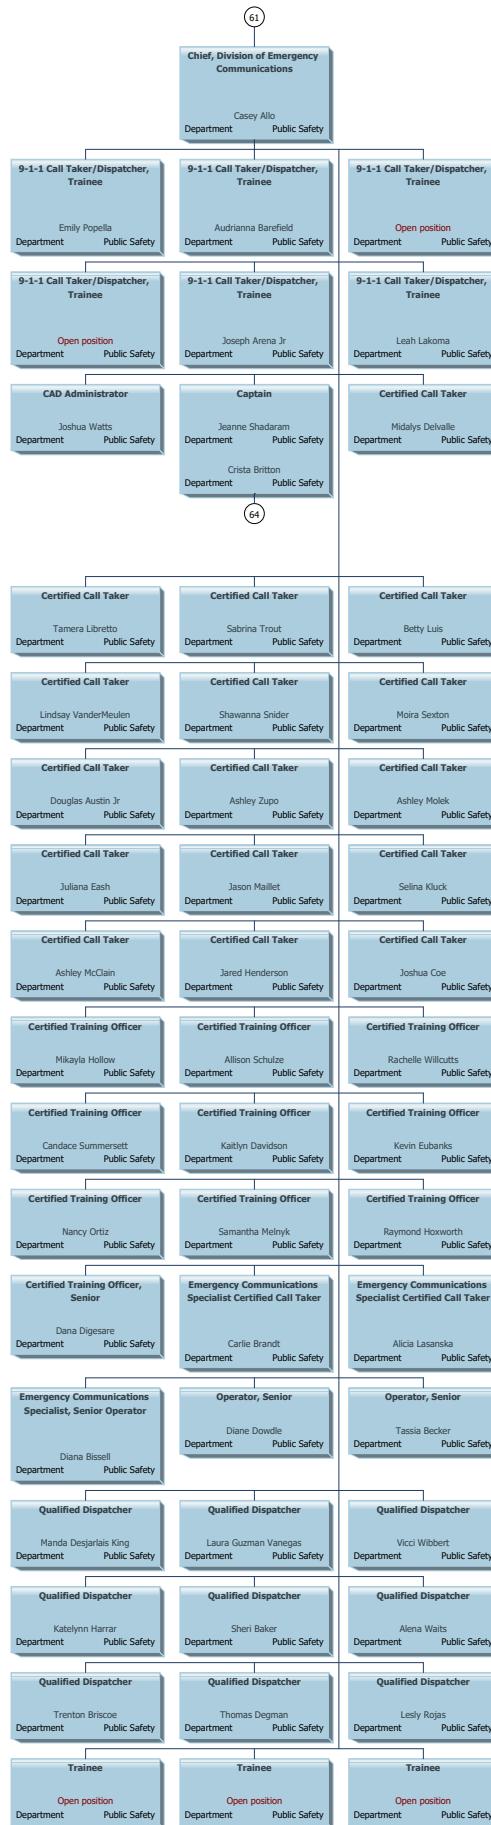 61
Chief, Division of Emergency
Communications
Casey Allo
Department Public Safety
9-1-1 Call Taker/Dispatcher,
Trainee
Emily Popella
Department Public Safety
9-1-1 Call Taker/Dispatcher,
Trainee
Audrianna Barefield
Department Public Safety
9-1-1 Call Taker/Dispatcher,
Trainee
Open position
Department Public Safety
9-1-1 Call Taker/Dispatcher,
Trainee
Open position
Department Public Safety
9-1-1 Call Taker/Dispatcher,
Trainee
Joseph Arena Jr
Department Public Safety
9-1-1 Call Taker/Dispatcher,
Trainee
Leah Lakoma
Department Public Safety
CAD Administrator
Joshua Watts
Department Public Safety
Captain
Jeanne Shadaram
Department Public Safety
Crista Britton
Department Public Safety
64
Certified Call Taker
Midalys Delvalle
Department Public Safety
Certified Call Taker
Tamera Libretto
Department Public Safety
Certified Call Taker
Sabrina Trout
Department Public Safety
Certified Call Taker
Betty Luis
Department Public Safety
Certified Call Taker
Lindsay VanderMeulen
Department Public Safety
Certified Call Taker
Shawanna Snider
Department Public Safety
Certified Call Taker
Moira Sexton
Department Public Safety
Certified Call Taker
Douglas Austin Jr
Department Public Safety
Certified Call Taker
Ashley Zupo
Department Public Safety
Certified Call Taker
Ashley Molek
Department Public Safety
Certified Call Taker
Juliana Eash
Department Public Safety
Certified Call Taker
Jason Maillet
Department Public Safety
Certified Call Taker
Selina Kluck
Department Public Safety
Certified Call Taker
Ashley McClain
Department Public Safety
Certified Call Taker
Jared Henderson
Department Public Safety
Certified Call Taker
Joshua Coe
Department Public Safety
Certified Training Officer
Mikayla Hollow
Department Public Safety
Certified Training Officer
Allison Schulze
Department Public Safety
Certified Training Officer
Rachelle Willcutts
Department Public Safety
Certified Training Officer
Candace Summersett
Department Public Safety
Certified Training Officer
Kaitlyn Davidson
Department Public Safety
Certified Training Officer
Kevin Eubanks
Department Public Safety
Certified Training Officer
Nancy Ortiz
Department Public Safety
Certified Training Officer
Samantha Melnyk
Department Public Safety
Certified Training Officer
Raymond Hoxworth
Department Public Safety
Certified Training Officer,
Senior
Dana Digesare
Department Public Safety
Emergency Communications
Specialist Certified Call Taker
Carlie Brandt
Department Public Safety
Emergency Communications
Specialist Certified Call Taker
Alicia Lasanska
Department Public Safety
Emergency Communications
Specialist, Senior Operator
Diana Bissell
Department Public Safety
Operator, Senior
Diane Dowdle
Department Public Safety
Operator, Senior
Tassia Becker
Department Public Safety
Qualified Dispatcher
Manda Desjarlais King
Department Public Safety
Qualified Dispatcher
Laura Guzman Vanegas
Department Public Safety
Qualified Dispatcher
Vicci Wibbert
Department Public Safety
Qualified Dispatcher
Katelynn Harrar
Department Public Safety
Qualified Dispatcher
Sheri Baker
Department Public Safety
Qualified Dispatcher
Alena Waits
Department Public Safety
Qualified Dispatcher
Trenton Briscoe
Department Public Safety
Qualified Dispatcher
Thomas Degman
Department Public Safety
Qualified Dispatcher
Lesly Rojas
Department Public Safety
Trainee
Open position
Department Public Safety
Trainee
Open position
Department Public Safety
Trainee
Open position
Department Public Safety